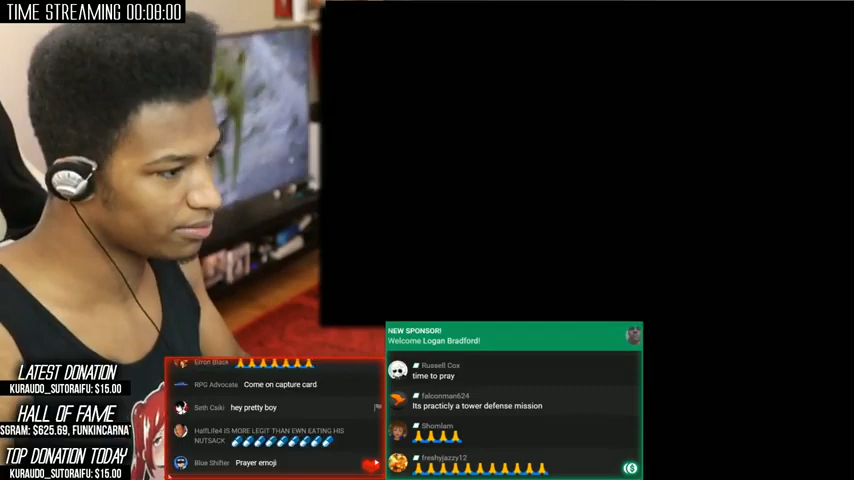 TIME STREAMING 00:08:00
NEW SPONSOR!
Welcome Logan Bradford!
Russell Cox
time to pray
falconman624
Its practicly a tower defense mission
Shomlam
🙏🙏🙏🙏
freshyjazzy12
🙏🙏🙏🙏🙏🙏🙏🙏🙏🙏🙏
Erron Black 🙏🙏🙏🙏🙏🙏🙏
RPG Advocate Come on capture card
Seth Csiki hey pretty boy
HalfLife4 IS MORE LEGIT THAN EWN EATING HIS
NUTSACK
Blue Shifter Prayer emoji
LATEST DONATION
KURAUDO_SUTORAIFU: $15.00
HALL OF FAME
SGRAM: $25.69, FUNKINCARNA
TOP DONATION TODAY
KURAUDO_SUTORAIFU: $15.00